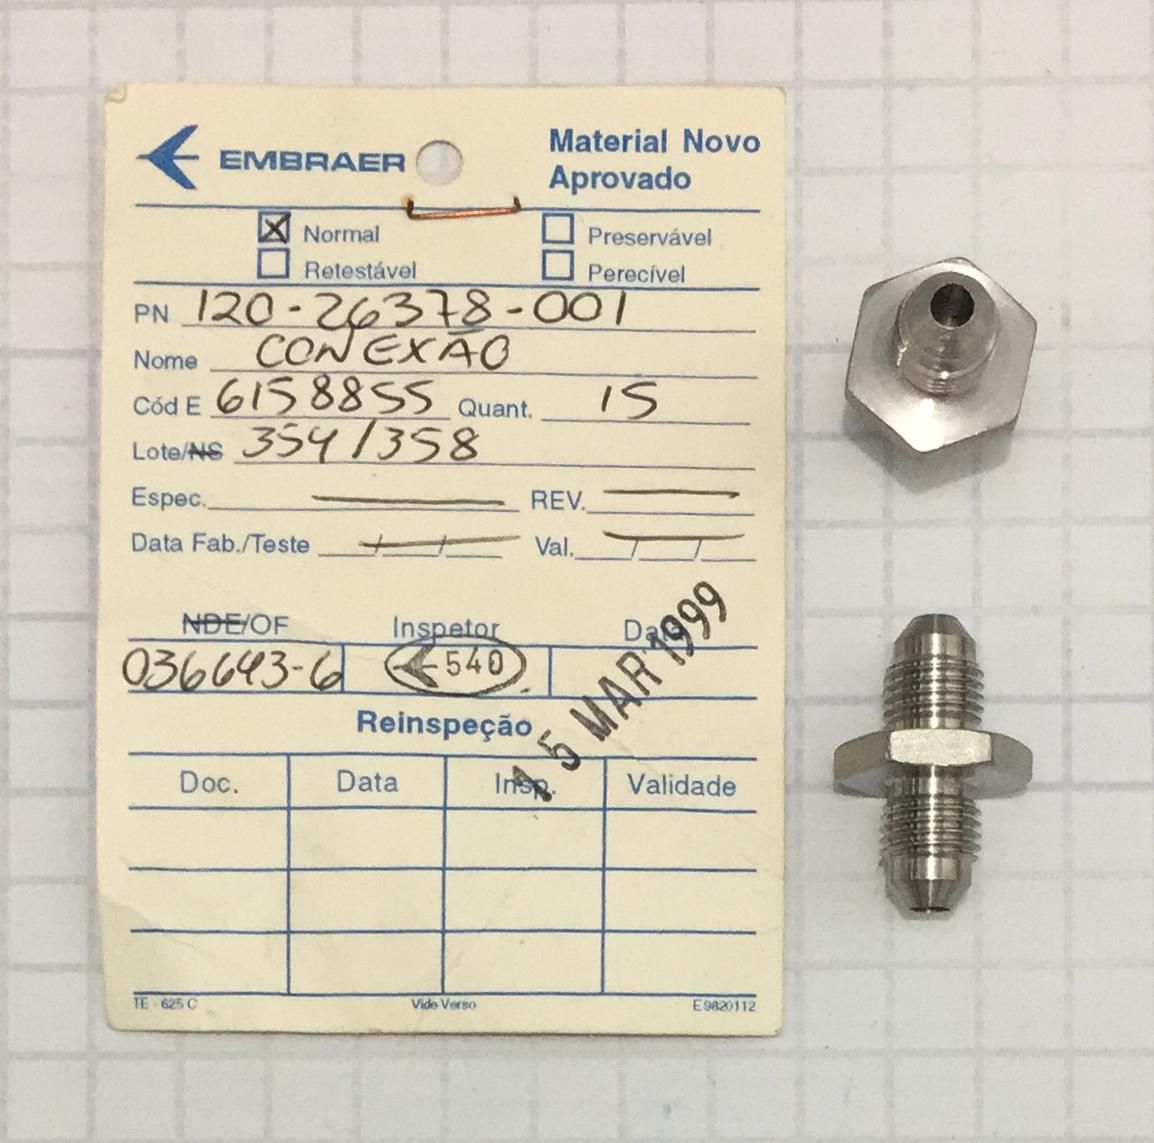 EMBRAER
Material Novo
Aprovado
Normal
Preservável
Retestável
Perecível
PN 120-26378-001
Nome CONEXÃO
Cód E 6158855 Quant. 15
Lote/NS 354/358
Espec. REV.
Data Fab./Teste Val.
NDE/OF Inspetor Data
036643-6 540
15 MAR 1999
Reinspeção
Doc. Data Insp. Validade
TE - 625 C Vide Verso E9820112